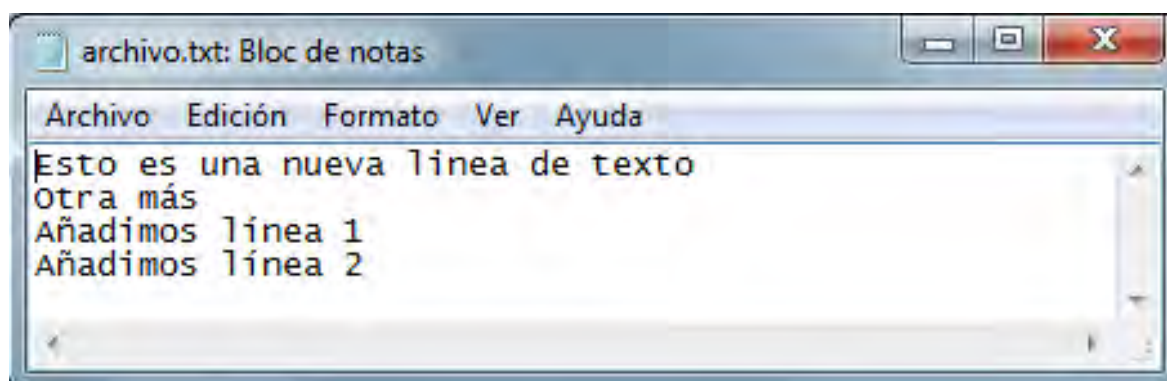 archivo.txt: Bloc de notas
Archivo Edición Formato Ver Ayuda
Esto es una nueva linea de texto
Otra más
Añadimos línea 1
Añadimos línea 2